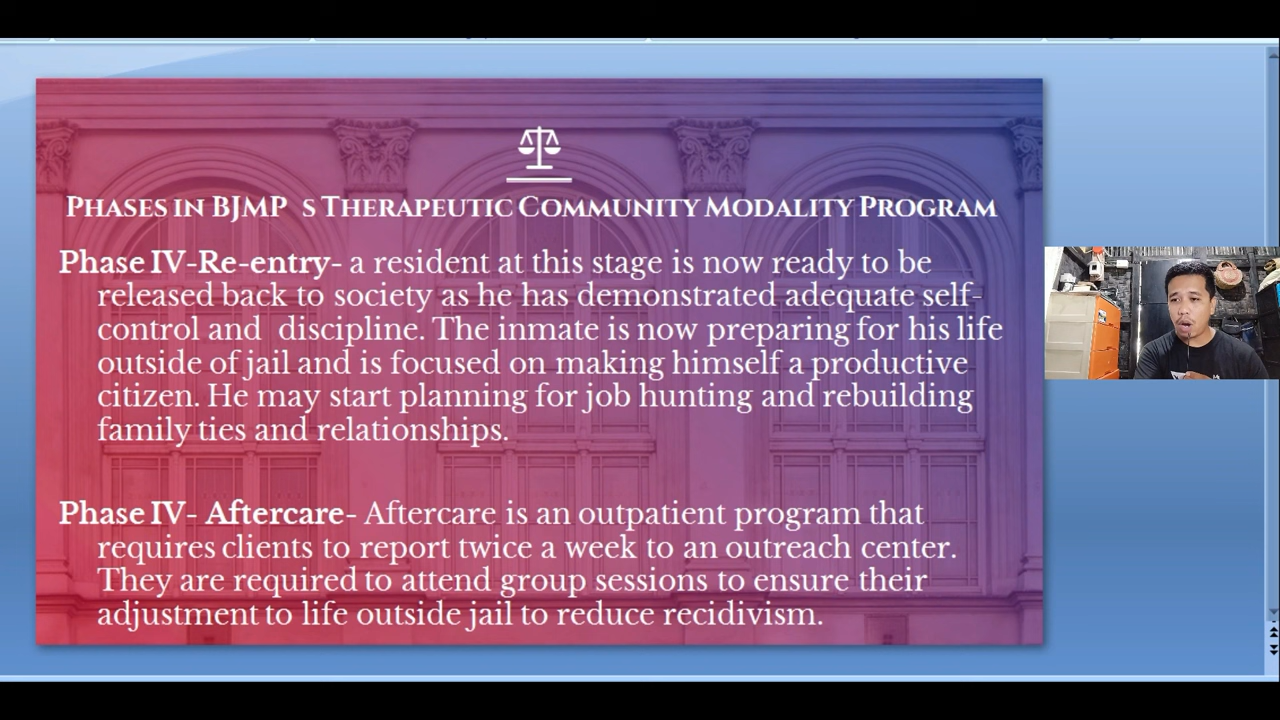 PHASES IN BJMP S THERAPEUTIC COMMUNITY MODALITY PROGRAM
Phase IV-Re-entry- a resident at this stage is now ready to be
released back to society as he has demonstrated adequate self-
control and discipline. The inmate is now preparing for his life
outside of jail and is focused on making himself a productive
citizen. He may start planning for job hunting and rebuilding
family ties and relationships.
Phase IV- Aftercare- Aftercare is an outpatient program that
requires clients to report twice a week to an outreach center.
They are required to attend group sessions to ensure their
adjustment to life outside jail to reduce recidivism.